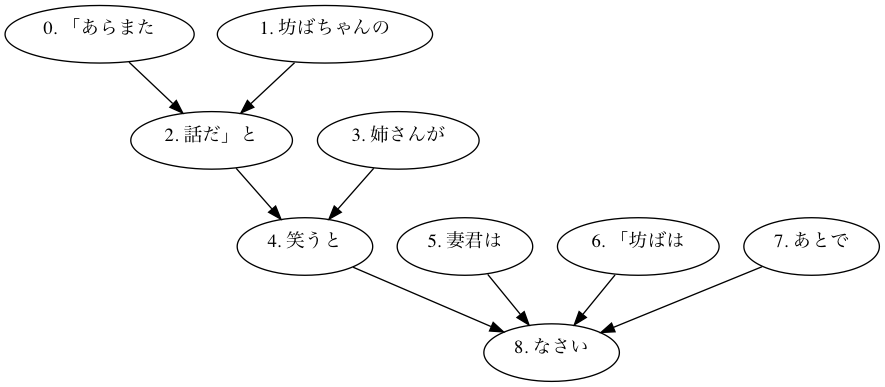 0. 「あらまた
1. 坊ばちゃんの
2. 話だ」と
3. 姉さんが
4. 笑うと
5. 妻君は
6. 「坊ばは
7. あとで
8. なさい